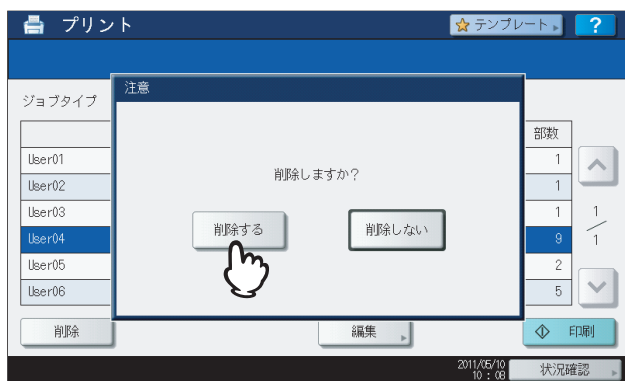 プリント
テンプレート
?
ジョブタイプ
注意
部数
User01
1
User02
1
削除しますか?
User03
1
1
削除する
削除しない
User04
9
1
User05
2
User06
5
削除
編集
印刷
2011/05/10
10:08
状況確認